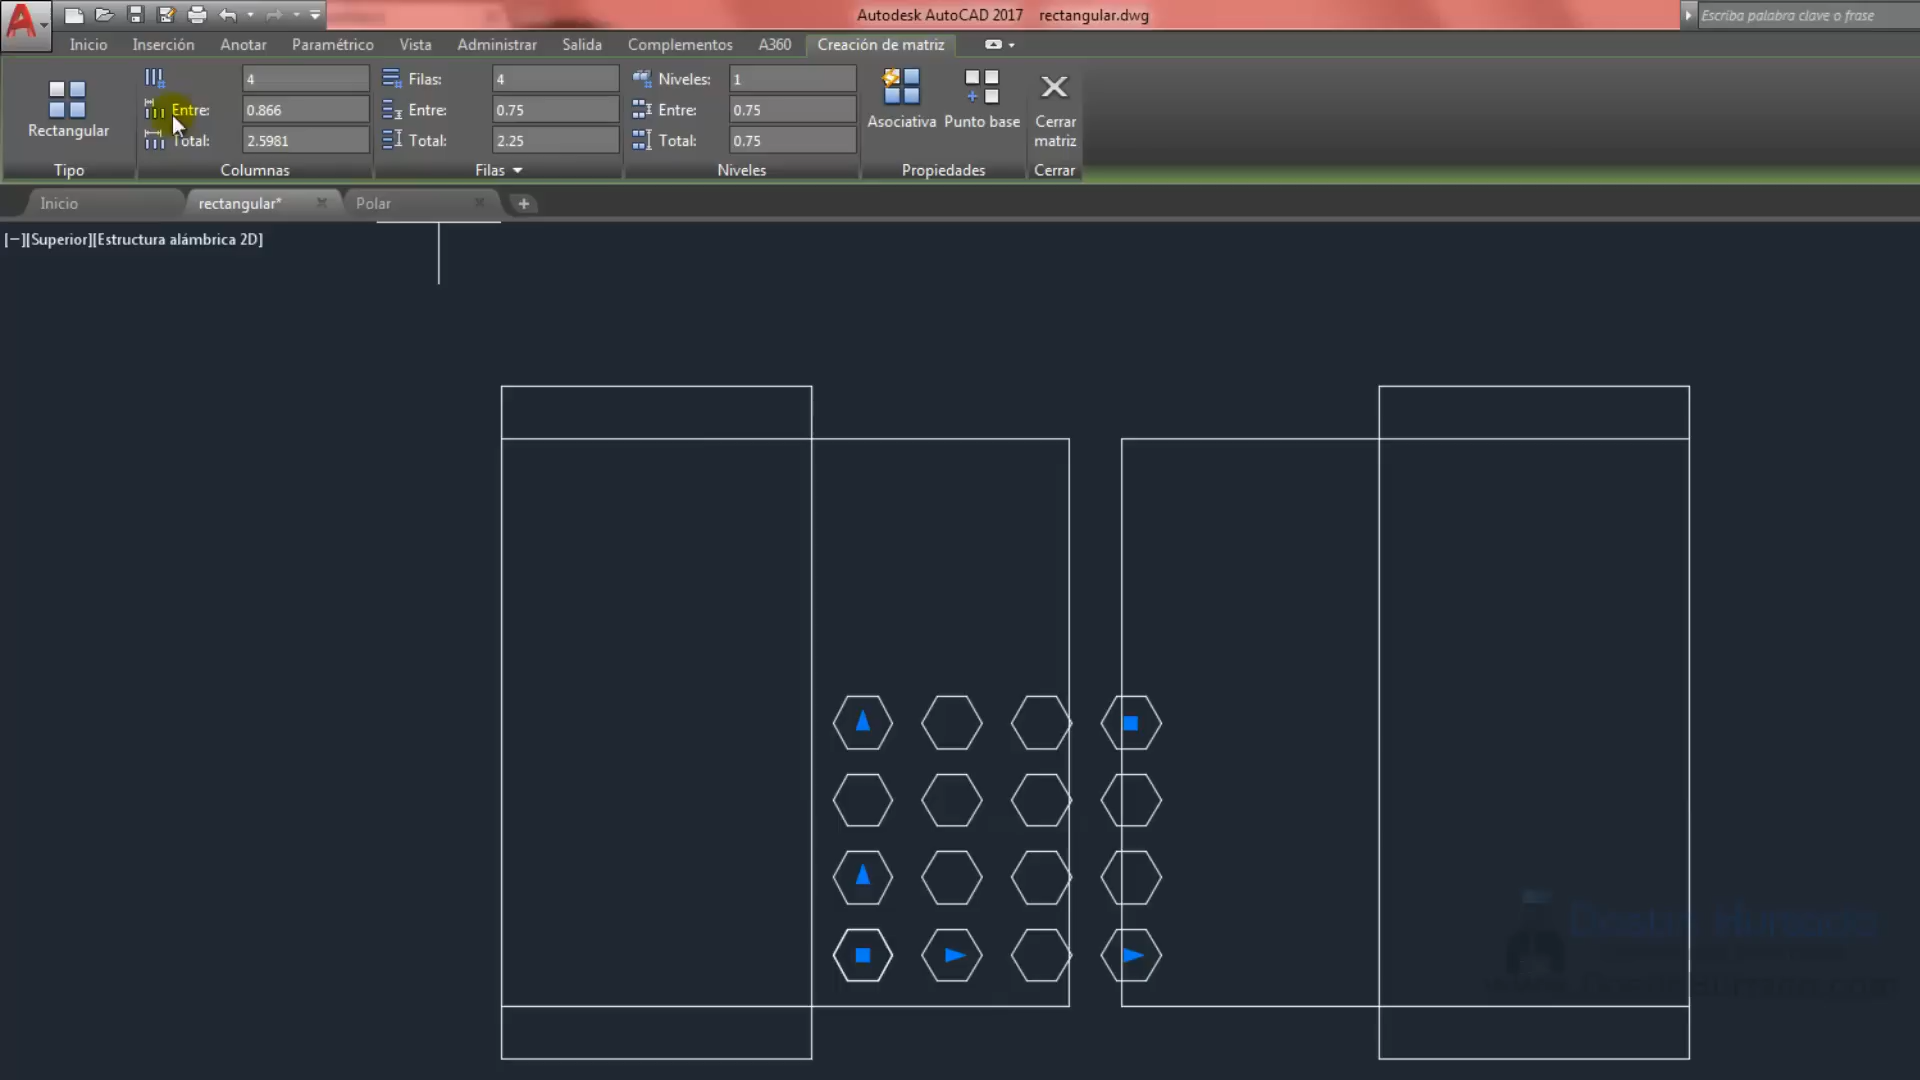 Autodesk AutoCAD 2017 rectangular.dwg
Escriba palabra clave o frase
Inicio Inserción Anotar Paramétrico Vista Administrar Salida Complementos A360 Creación de matriz
4 Filas: 4 Niveles: 1
Entre: 0.866 Entre: 0.75 Entre: 0.75
Total: 2.5981 Total: 2.25 Total: 0.75
Rectangular
Asociativa Punto base Cerrar matriz
Tipo Columnas Filas Niveles Propiedades Cerrar
Inicio rectangular* Polar
[−][Superior][Estructura alámbrica 2D]